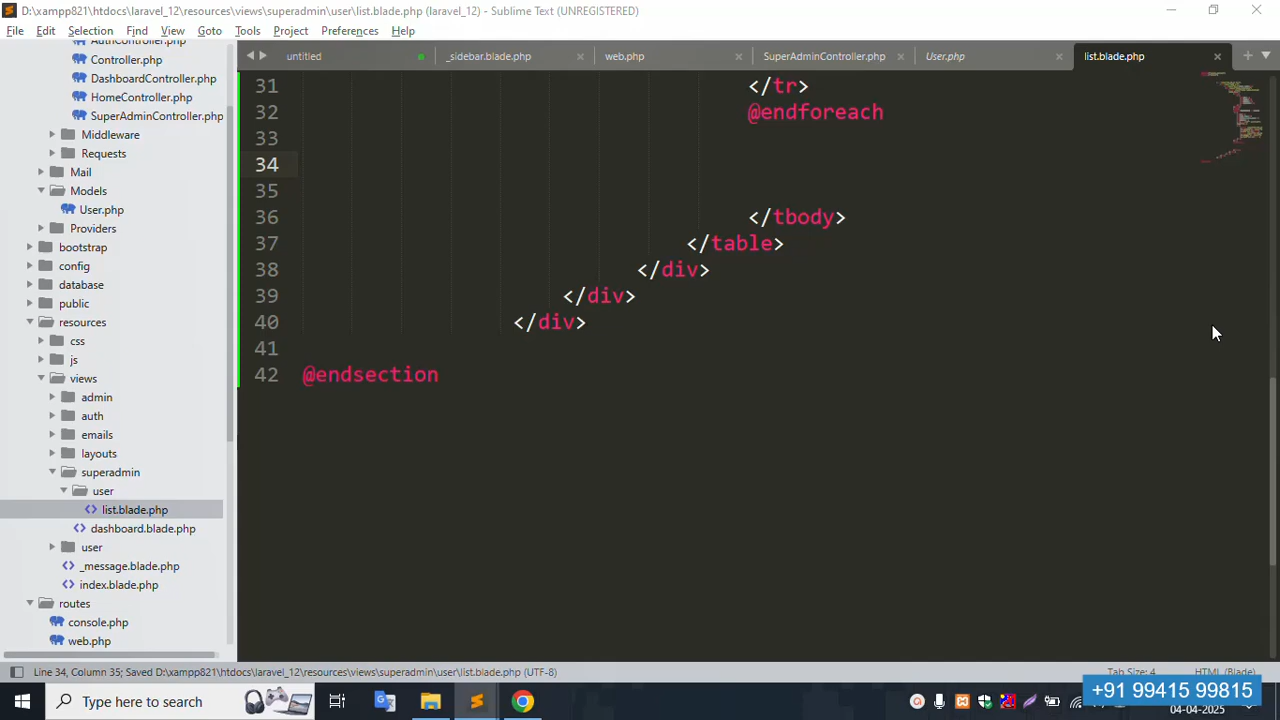 D:\xampp821\htdocs\laravel_12\resources\views\superadmin\user\list.blade.php (laravel_12) - Sublime Text (UNREGISTERED)
File Edit Selection Find View Goto Tools Project Preferences Help
untitled _sidebar.blade.php web.php SuperAdminController.php User.php list.blade.php
AuthController.php
Controller.php
DashboardController.php
HomeController.php
SuperAdminController.php
Middleware
Requests
Mail
Models
User.php
Providers
bootstrap
config
database
public
resources
css
js
views
admin
auth
emails
layouts
superadmin
user
list.blade.php
dashboard.blade.php
user
_message.blade.php
index.blade.php
routes
console.php
web.php
31 </tr>
32 @endforeach
33
34
35
36 </tbody>
37 </table>
38 </div>
39 </div>
40 </div>
41
42 @endsection
Line 34, Column 35; Saved D:\xampp821\htdocs\laravel_12\resources\views\superadmin\user\list.blade.php (UTF-8)
Tab Size: 4 HTML (Blade)
Type here to search
+91 99415 99815
04-04-2025